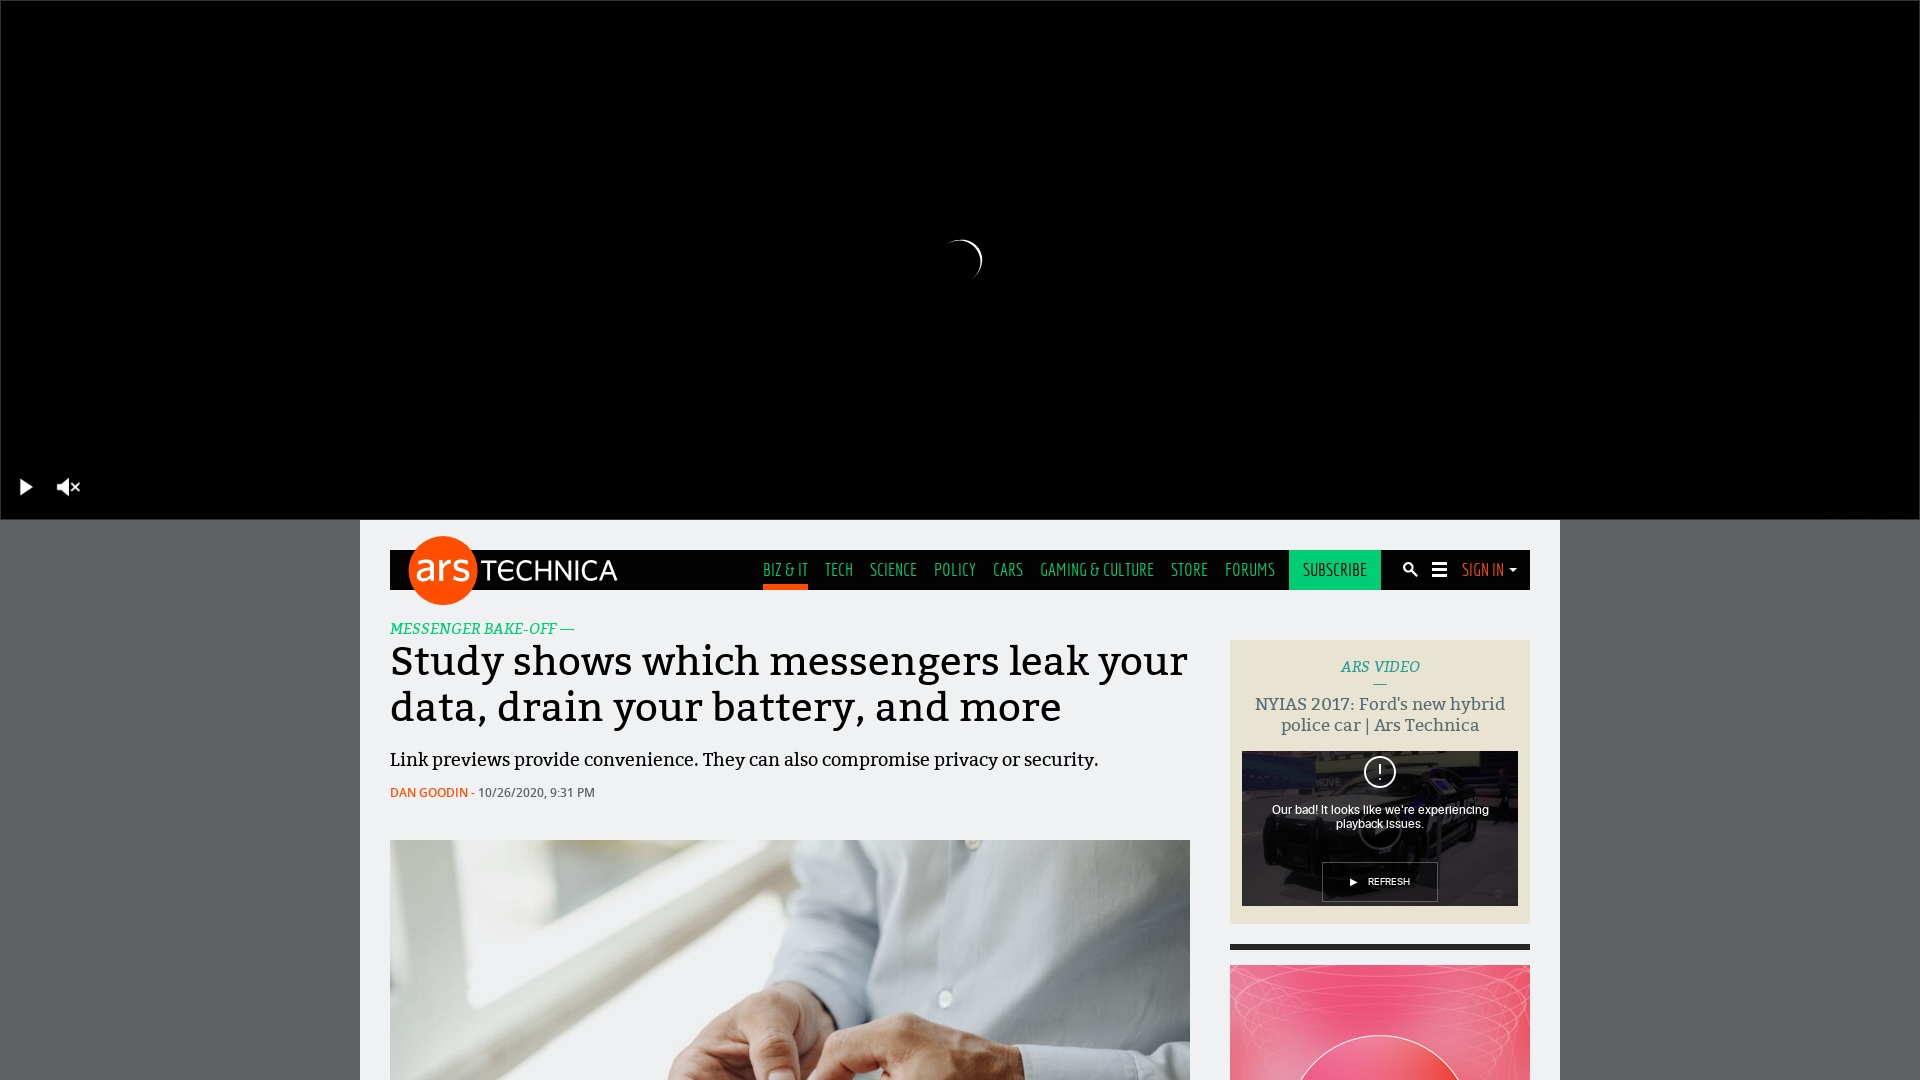 ars TECHNICA
BIZ & IT TECH SCIENCE POLICY CARS GAMING & CULTURE STORE FORUMS SUBSCRIBE SIGN IN
MESSENGER BAKE-OFF —
Study shows which messengers leak your
data, drain your battery, and more
Link previews provide convenience. They can also compromise privacy or security.
DAN GOODIN - 10/26/2020, 9:31 PM
ARS VIDEO
NYIAS 2017: Ford's new hybrid
police car | Ars Technica
Our bad! It looks like we're experiencing
playback issues.
REFRESH